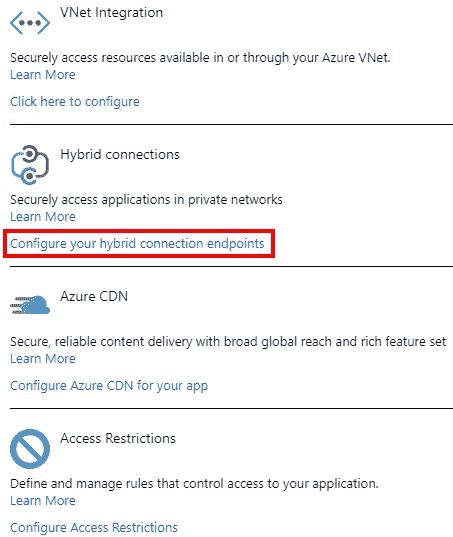 VNet Integration
Securely access resources available in or through your Azure VNet.
Learn More
Click here to configure
Hybrid connections
Securely access applications in private networks
Learn More
Configure your hybrid connection endpoints
Azure CDN
Secure, reliable content delivery with broad global reach and rich feature set
Learn More
Configure Azure CDN for your app
Access Restrictions
Define and manage rules that control access to your application.
Learn More
Configure Access Restrictions